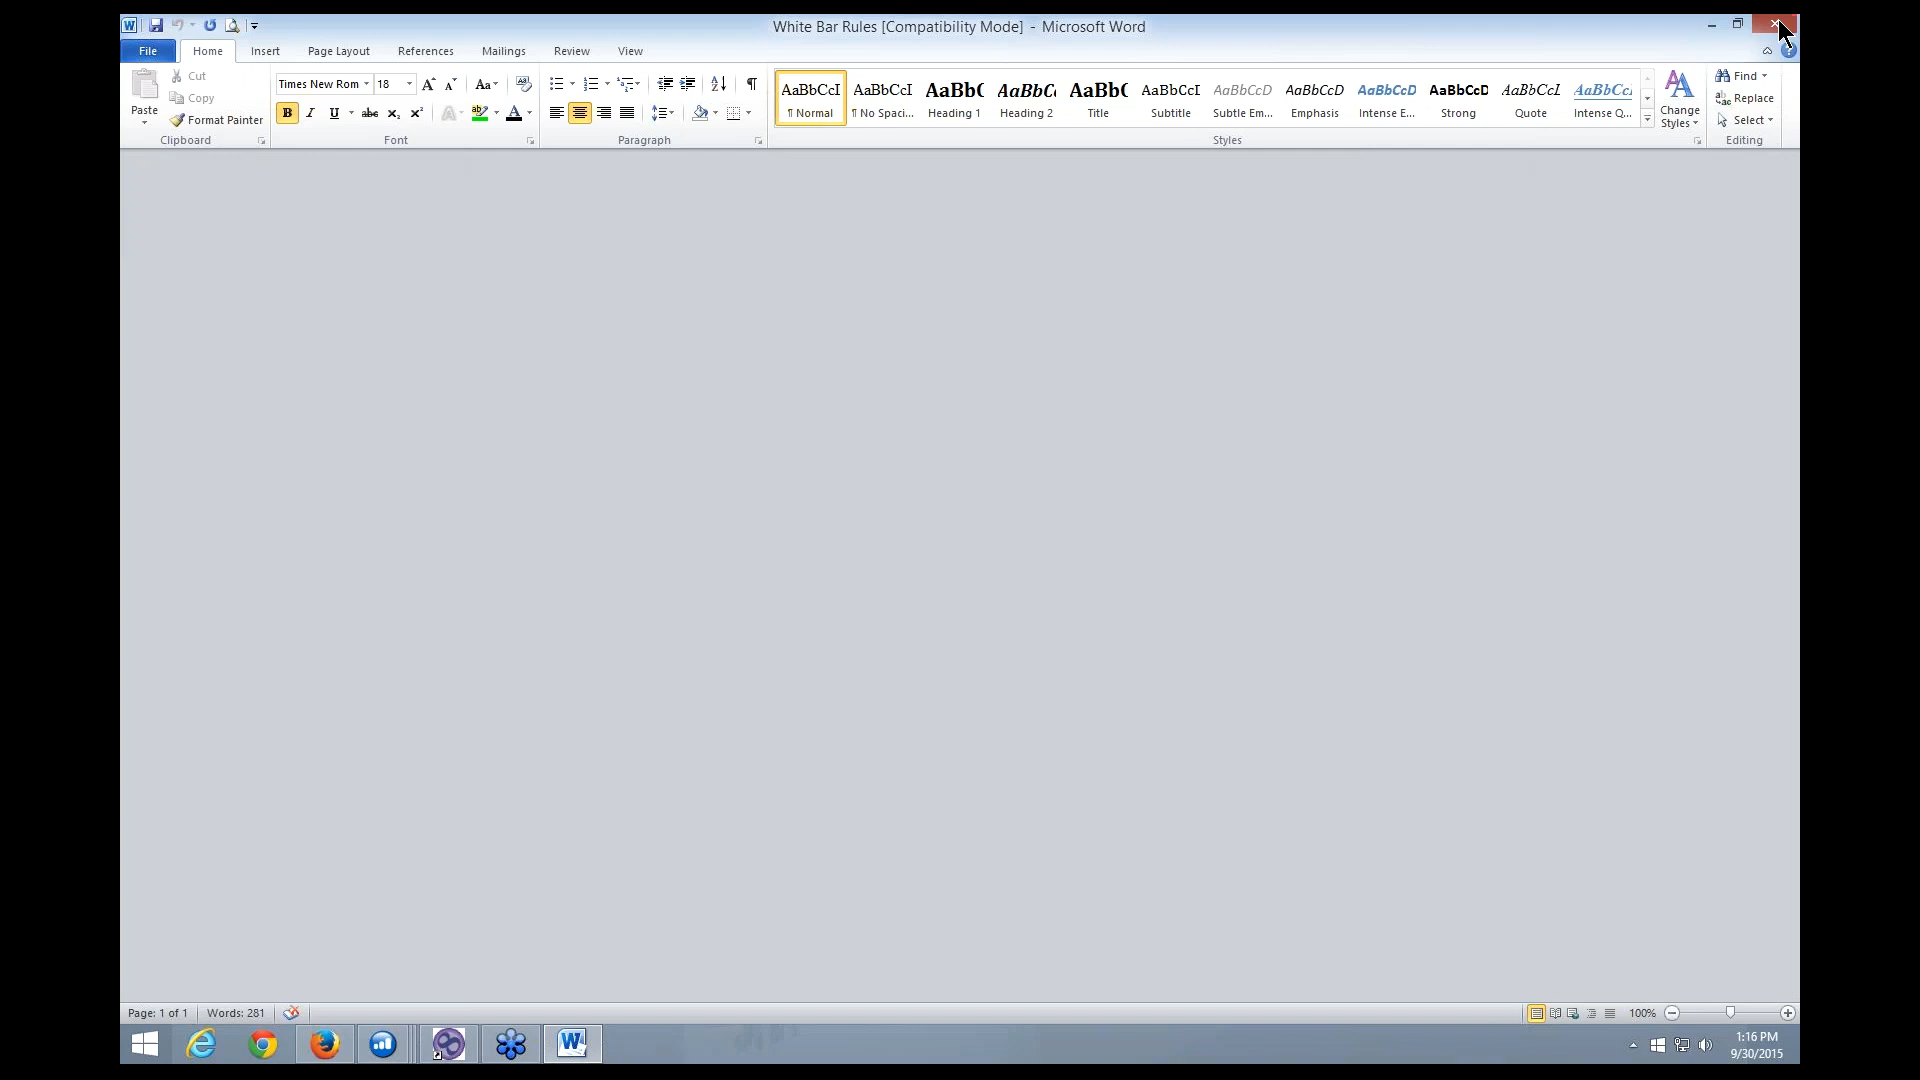 White Bar Rules [Compatibility Mode] - Microsoft Word
File Home Insert Page Layout References Mailings Review View
Paste
Cut
Copy
Format Painter
Clipboard
Times New Rom 18
Font
Paragraph
AaBbCcI AaBbCcI AaBbC AaBbC AaBbC AaBbCcI AaBbCcD AaBbCcD AaBbCcD AaBbCcD AaBbCcI AaBbCc
¶ Normal ¶ No Spaci... Heading 1 Heading 2 Title Subtitle Subtle Em... Emphasis Intense E... Strong Quote Intense Q...
Change
Styles
Styles
Find
Replace
Select
Editing
Page: 1 of 1 Words: 281 100%
1:16 PM
9/30/2015